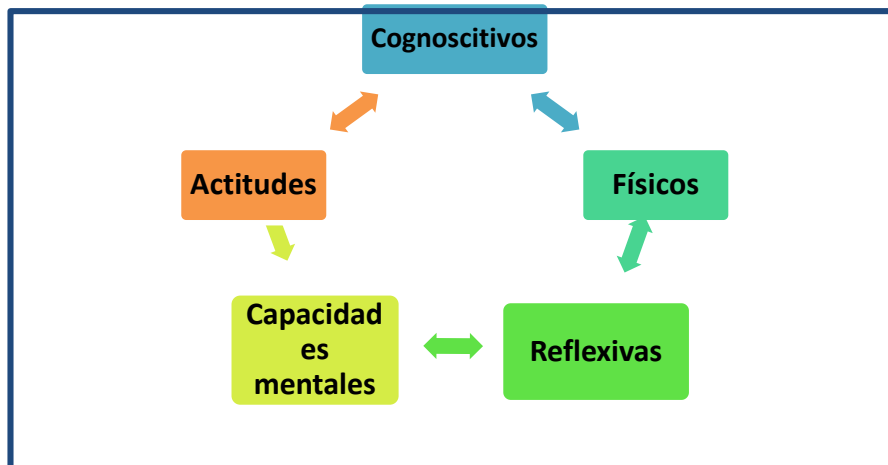 Cognoscitivos
Actitudes
Físicos
Capacidad
es
mentales
Reflexivas